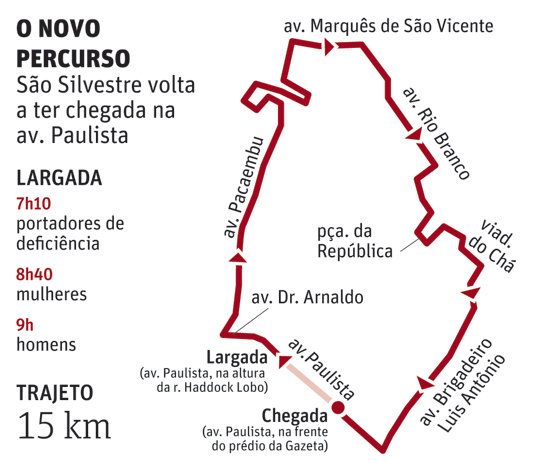 O NOVO
PERCURSO
São Silvestre volta
a ter chegada na
av. Paulista
LARGADA
7h10
portadores de
deficiência
8h40
mulheres
9h
homens
TRAJETO
15 km
av. Marquês de São Vicente
av. Rio Branco
av. Pacaembu
pça. da
República
viad.
do Chá
av. Dr. Arnaldo
av.Paulista
Largada
(av. Paulista, na altura
da r. Haddock Lobo)
Chegada
(av. Paulista, na frente
do prédio da Gazeta)
av. Brigadeiro
Luis Antônio